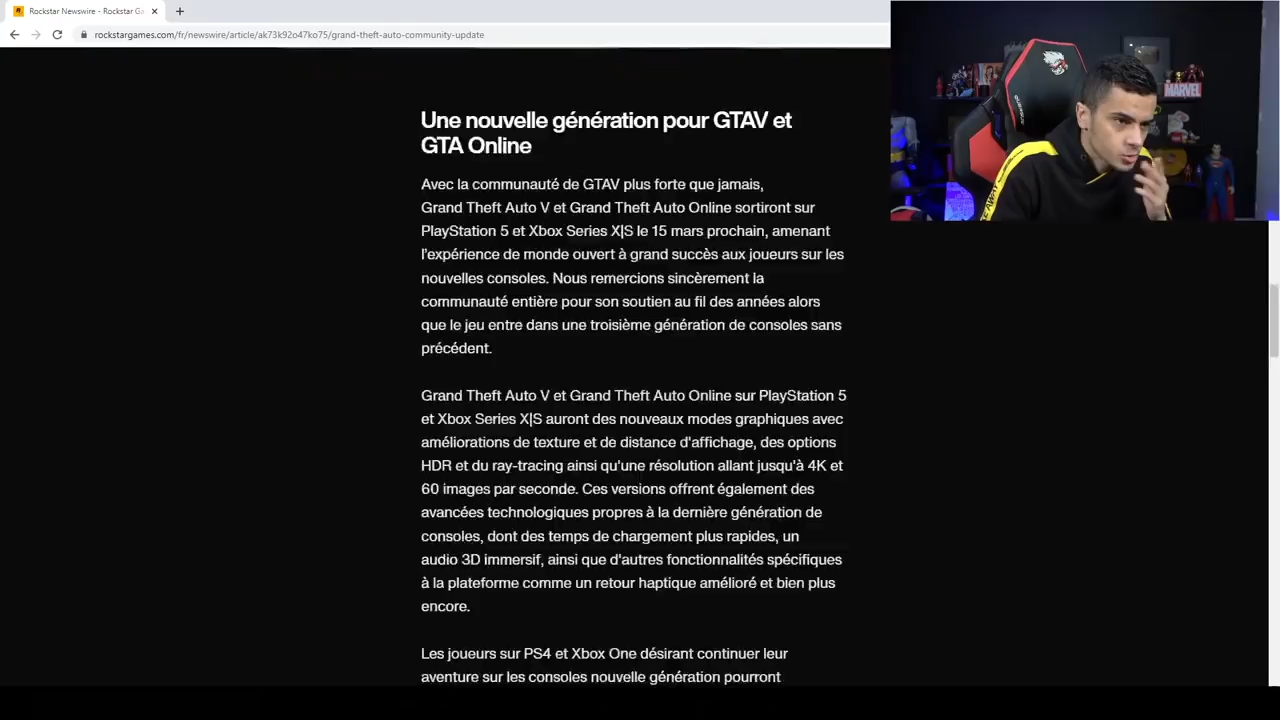 Rockstar Newswire - Rockstar Ga
rockstargames.com/fr/newswire/article/ak73k92o47ko75/grand-theft-auto-community-update
MARVEL
Une nouvelle génération pour GTAV et
GTA Online
Avec la communauté de GTAV plus forte que jamais,
Grand Theft Auto V et Grand Theft Auto Online sortiront sur
PlayStation 5 et Xbox Series X|S le 15 mars prochain, amenant
l'expérience de monde ouvert à grand succès aux joueurs sur les
nouvelles consoles. Nous remercions sincèrement la
communauté entière pour son soutien au fil des années alors
que le jeu entre dans une troisième génération de consoles sans
précédent.
Grand Theft Auto V et Grand Theft Auto Online sur PlayStation 5
et Xbox Series X|S auront des nouveaux modes graphiques avec
améliorations de texture et de distance d'affichage, des options
HDR et du ray-tracing ainsi qu'une résolution allant jusqu'à 4K et
60 images par seconde. Ces versions offrent également des
avancées technologiques propres à la dernière génération de
consoles, dont des temps de chargement plus rapides, un
audio 3D immersif, ainsi que d'autres fonctionnalités spécifiques
à la plateforme comme un retour haptique amélioré et bien plus
encore.
Les joueurs sur PS4 et Xbox One désirant continuer leur
aventure sur les consoles nouvelle génération pourront